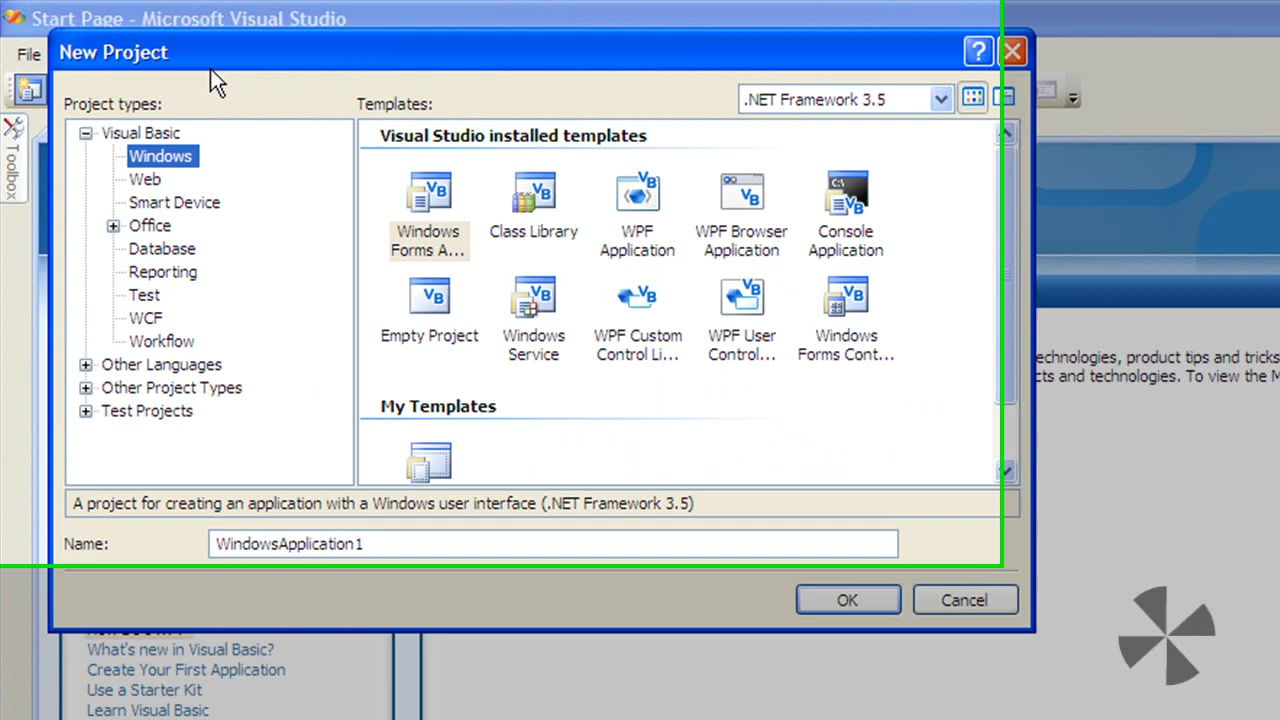 Start Page - Microsoft Visual Studio
File
New Project
Project types:
Templates:
.NET Framework 3.5
Toolbox
Visual Basic
Windows
Web
Smart Device
Office
Database
Reporting
Test
WCF
Workflow
Other Languages
Other Project Types
Test Projects
Visual Studio installed templates
Windows Forms A...
Class Library
WPF Application
WPF Browser Application
Console Application
Empty Project
Windows Service
WPF Custom Control Li...
WPF User Control...
Windows Forms Cont...
My Templates
A project for creating an application with a Windows user interface (.NET Framework 3.5)
Name:
WindowsApplication1
OK
Cancel
echnologies, product tips and tricks
cts and technologies. To view the M
What's new in Visual Basic?
Create Your First Application
Use a Starter Kit
Learn Visual Basic